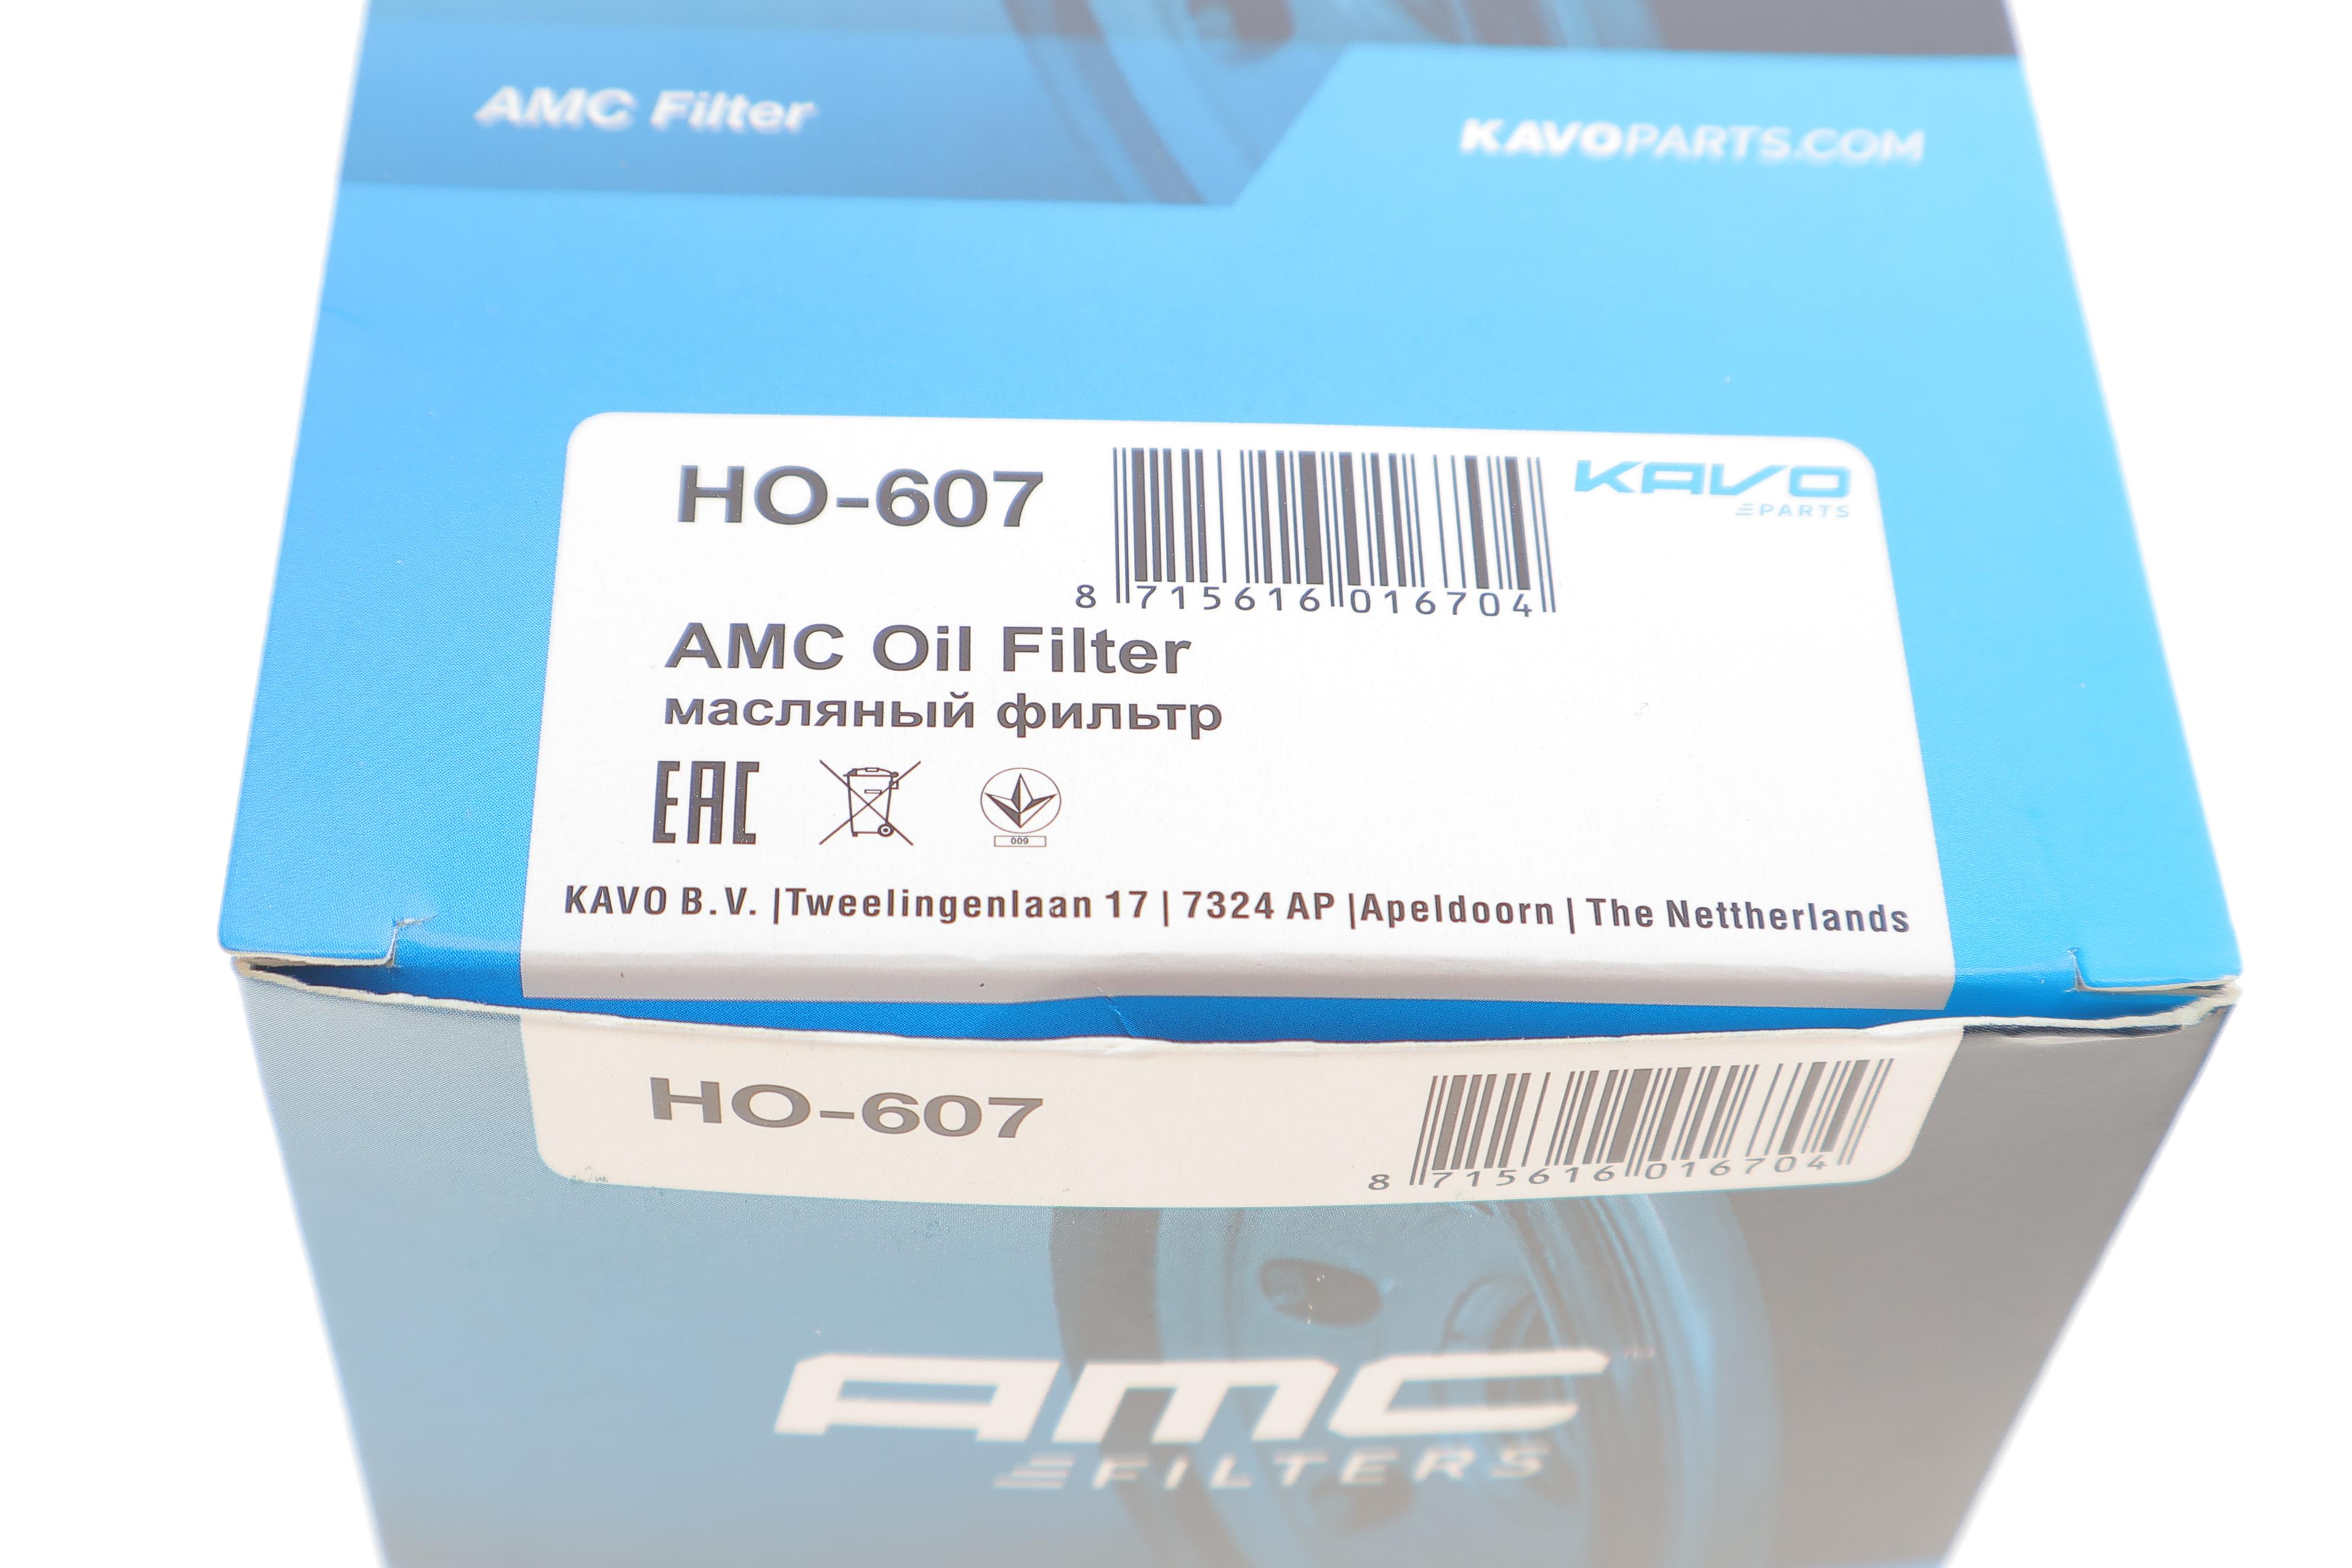 AMC Filter
KAVOPARTS.COM
HO-607
KAVO
PARTS
8 715616 016704
AMC Oil Filter
масляный фильтр
EAC
009
KAVO B.V. |Tweelingenlaan 17 | 7324 AP |Apeldoorn | The Nettherlands
HO-607
8 715616 016704
AMC
FILTERS